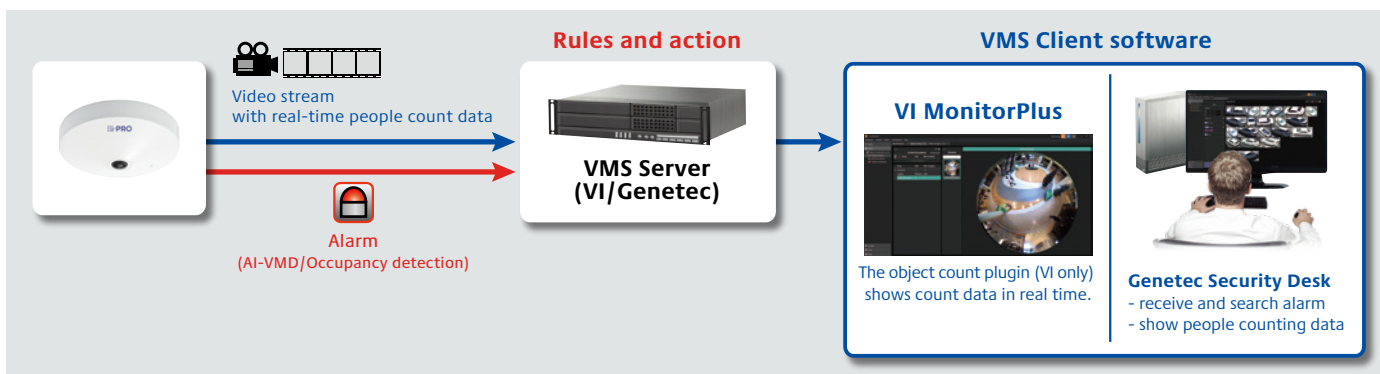 i-PRO
Video stream
with real-time people count data
Alarm
(AI-VMD/Occupancy detection)
Rules and action
VMS Server
(VI/Genetec)
VMS Client software
VI MonitorPlus
The object count plugin (VI only)
shows count data in real time.
Genetec Security Desk
- receive and search alarm
- show people counting data